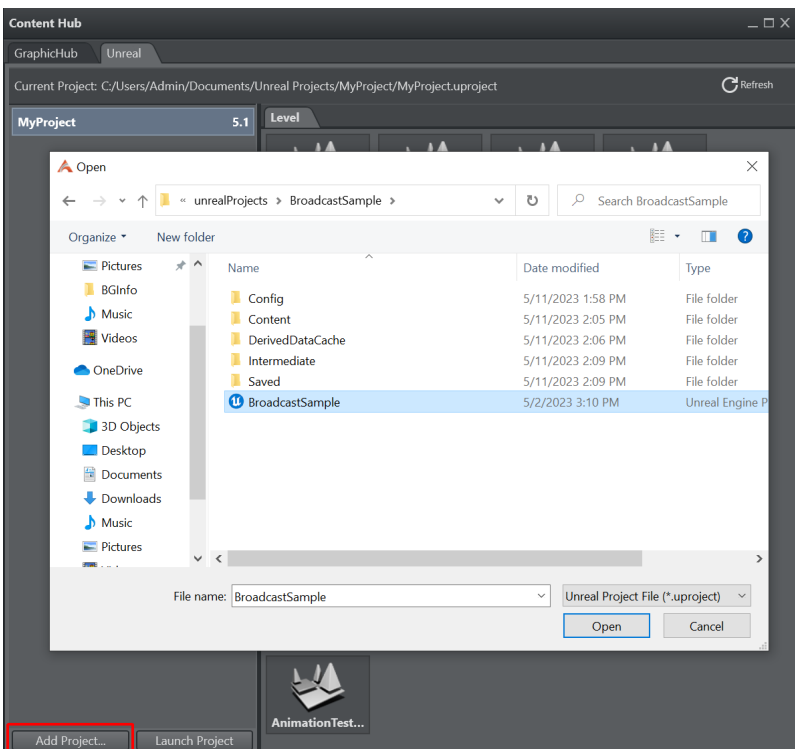 Content Hub
GraphicHub Unreal
Current Project: C:/Users/Admin/Documents/Unreal Projects/MyProject/MyProject.uproject Refresh
MyProject 5.1 Level
Open
« unrealProjects > BroadcastSample > Search BroadcastSample
Organize New folder
Pictures Name Date modified Type
BGInfo Config 5/11/2023 1:58 PM File folder
Music Content 5/11/2023 2:05 PM File folder
Videos DerivedDataCache 5/11/2023 2:06 PM File folder
Intermediate 5/11/2023 2:09 PM File folder
OneDrive Saved 5/11/2023 2:09 PM File folder
This PC BroadcastSample 5/2/2023 3:10 PM Unreal Engine P
3D Objects
Desktop
Documents
Downloads
Music
Pictures
File name: BroadcastSample Unreal Project File (*.uproject)
Open Cancel
AnimationTest...
Add Project... Launch Project